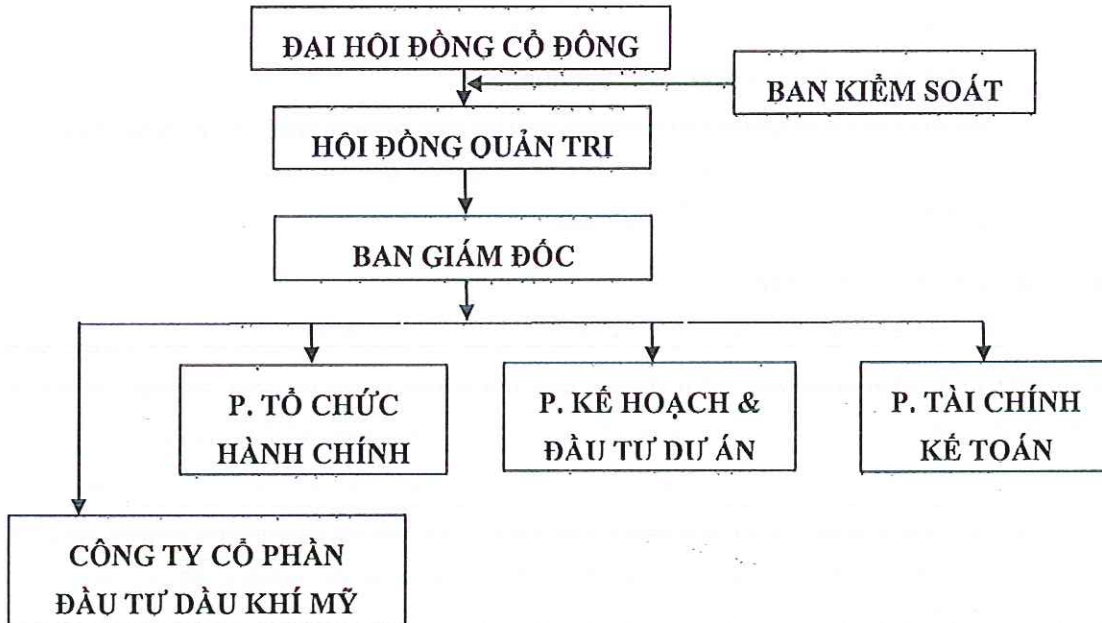 ĐẠI HỘI ĐỒNG CỔ ĐÔNG
BAN KIỂM SOÁT
HỘI ĐỒNG QUẢN TRỊ
BAN GIÁM ĐỐC
P. TỔ CHỨC
HÀNH CHÍNH
P. KẾ HOẠCH &
ĐẦU TƯ DỰ ÁN
P. TÀI CHÍNH
KẾ TOÁN
CÔNG TY CỔ PHẦN
ĐẦU TƯ DẦU KHÍ MỸ